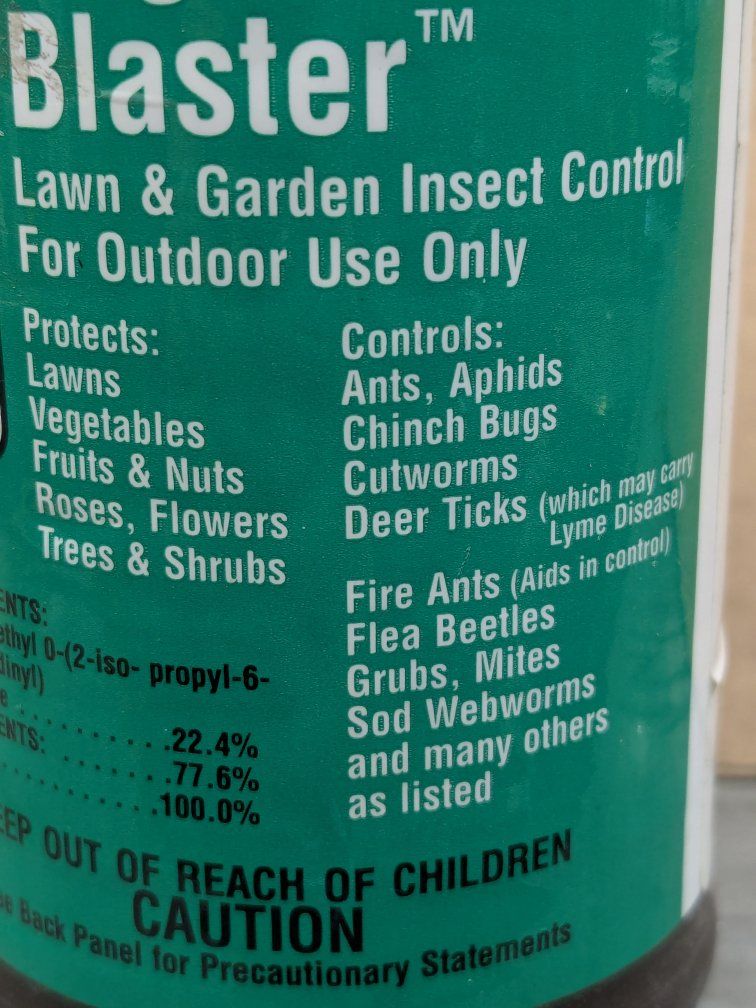 Blaster™
Lawn & Garden Insect Control
For Outdoor Use Only
Protects:
Lawns
Vegetables
Fruits & Nuts
Roses, Flowers
Trees & Shrubs
Controls:
Ants, Aphids
Chinch Bugs
Cutworms
Deer Ticks (which may carry
Lyme Disease)
Fire Ants (Aids in control)
Flea Beetles
Grubs, Mites
Sod Webworms
and many others
as listed
ENTS:
ethyl 0-(2-iso- propyl-6-
dinyl)
e ..........22.4%
ENTS: ........77.6%
..........100.0%
EEP OUT OF REACH OF CHILDREN
CAUTION
Back Panel for Precautionary Statements